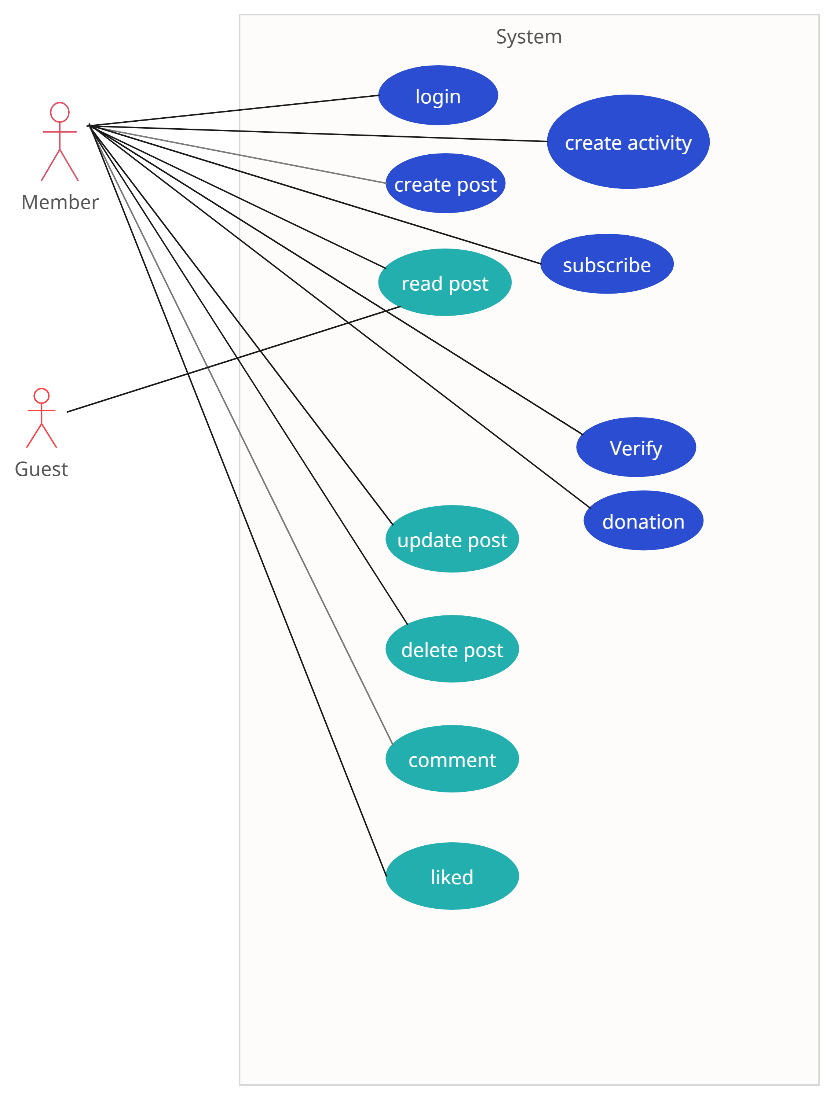 System
login
create activity
Member
create post
subscribe
read post
Guest
Verify
donation
update post
delete post
comment
liked